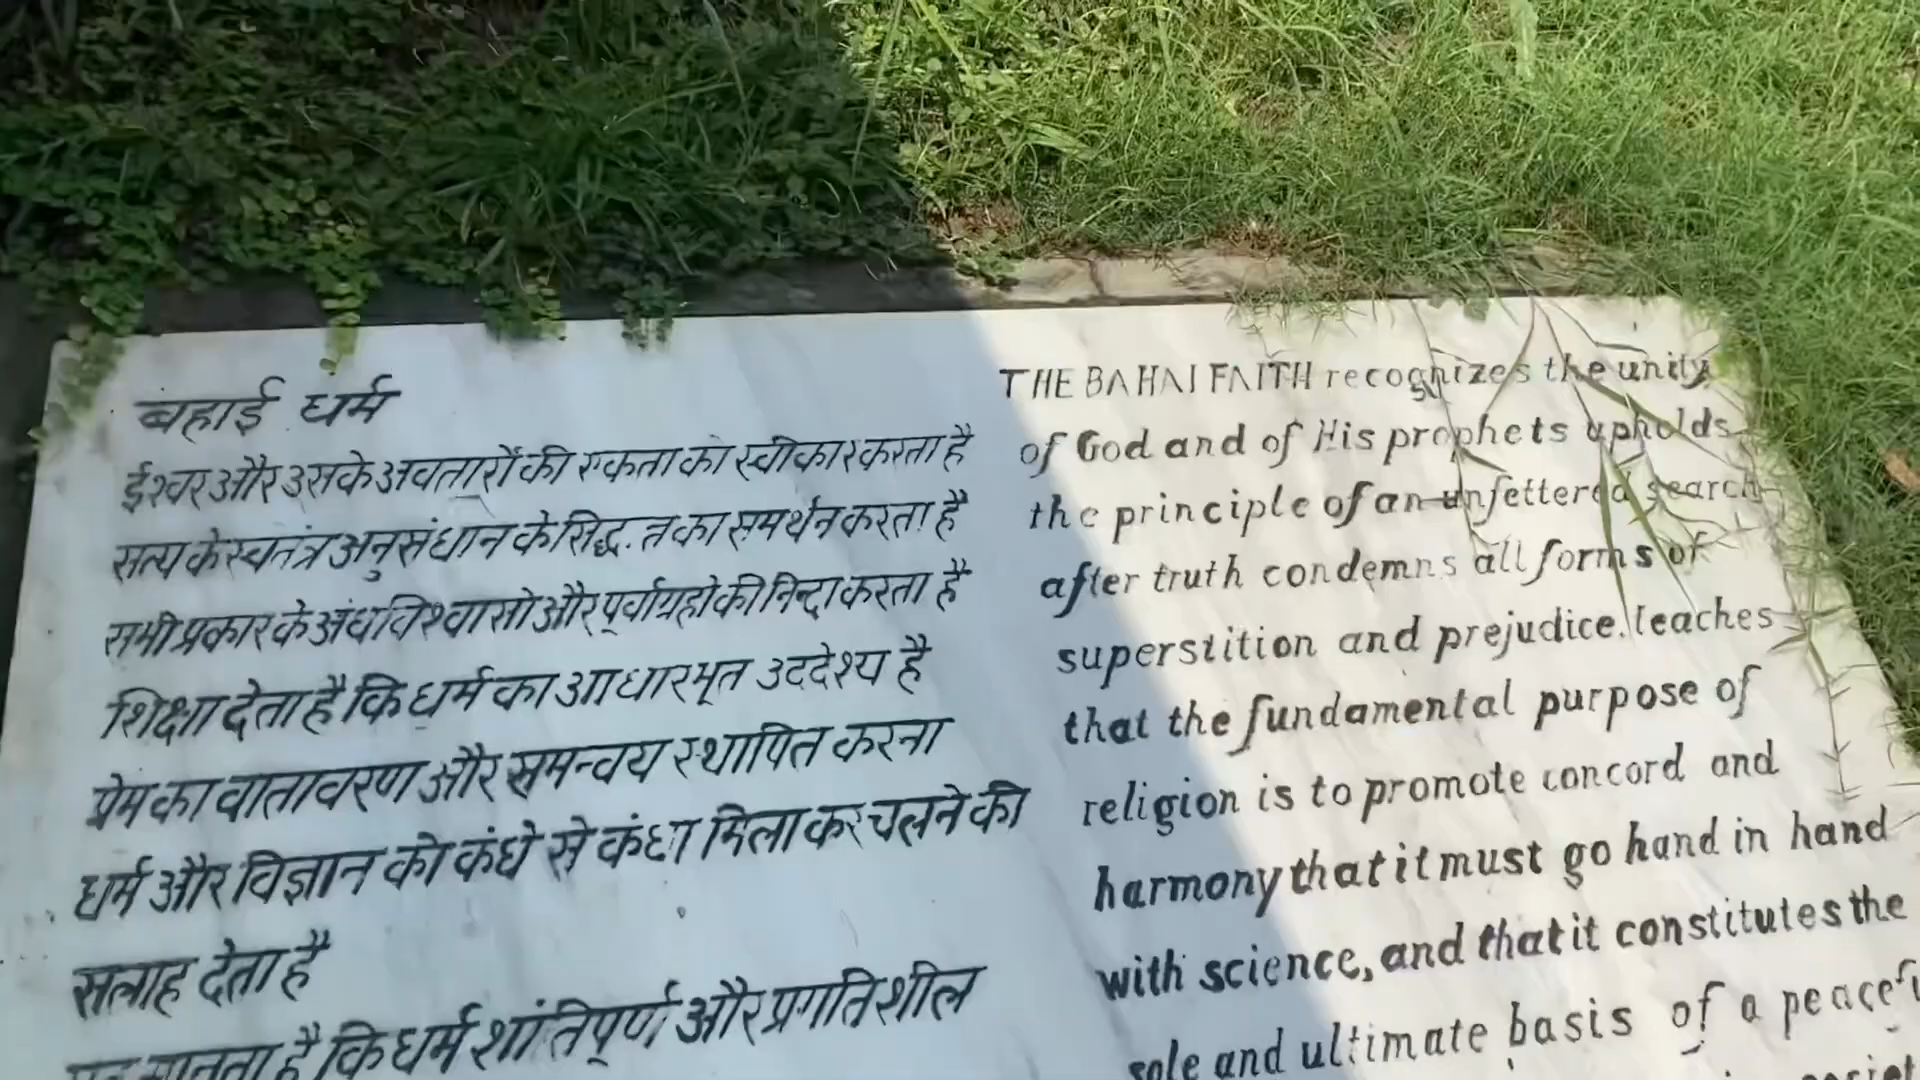 बहाई धर्म
ईश्वर और उसके अवतारों की एकता को स्वीकार करता है
सत्य के स्वतंत्र अनुसंधान के सिद्ध.त का समर्थन करता है
सभी प्रकार के अंधविश्वासो और पूर्वाग्रहो की निन्दा करता है
शिक्षा देता है कि धर्म का आधारभूत उददेश्य है
प्रेम का वातावरण और समन्वय स्थापित करना
धर्म और विज्ञान को कंधे से कंधा मिला कर चलने की
सलाह देता है
मानता है कि धर्म शांतिपूर्ण और प्रगतिशील
THE BAHAI FAITH recognizes the unity
of God and of His prophets upholds
the principle of an unfettered search
after truth condemns all forms of
superstition and prejudice. teaches
that the fundamental purpose of
religion is to promote concord and
harmony that it must go hand in hand
with science, and that it constitutes the
sole and ultimate basis of a